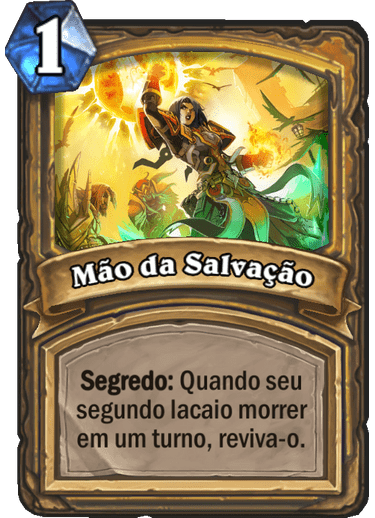 1
Mão da Salvação
Segredo: Quando seu
segundo lacaio morrer
em um turno, reviva-o.